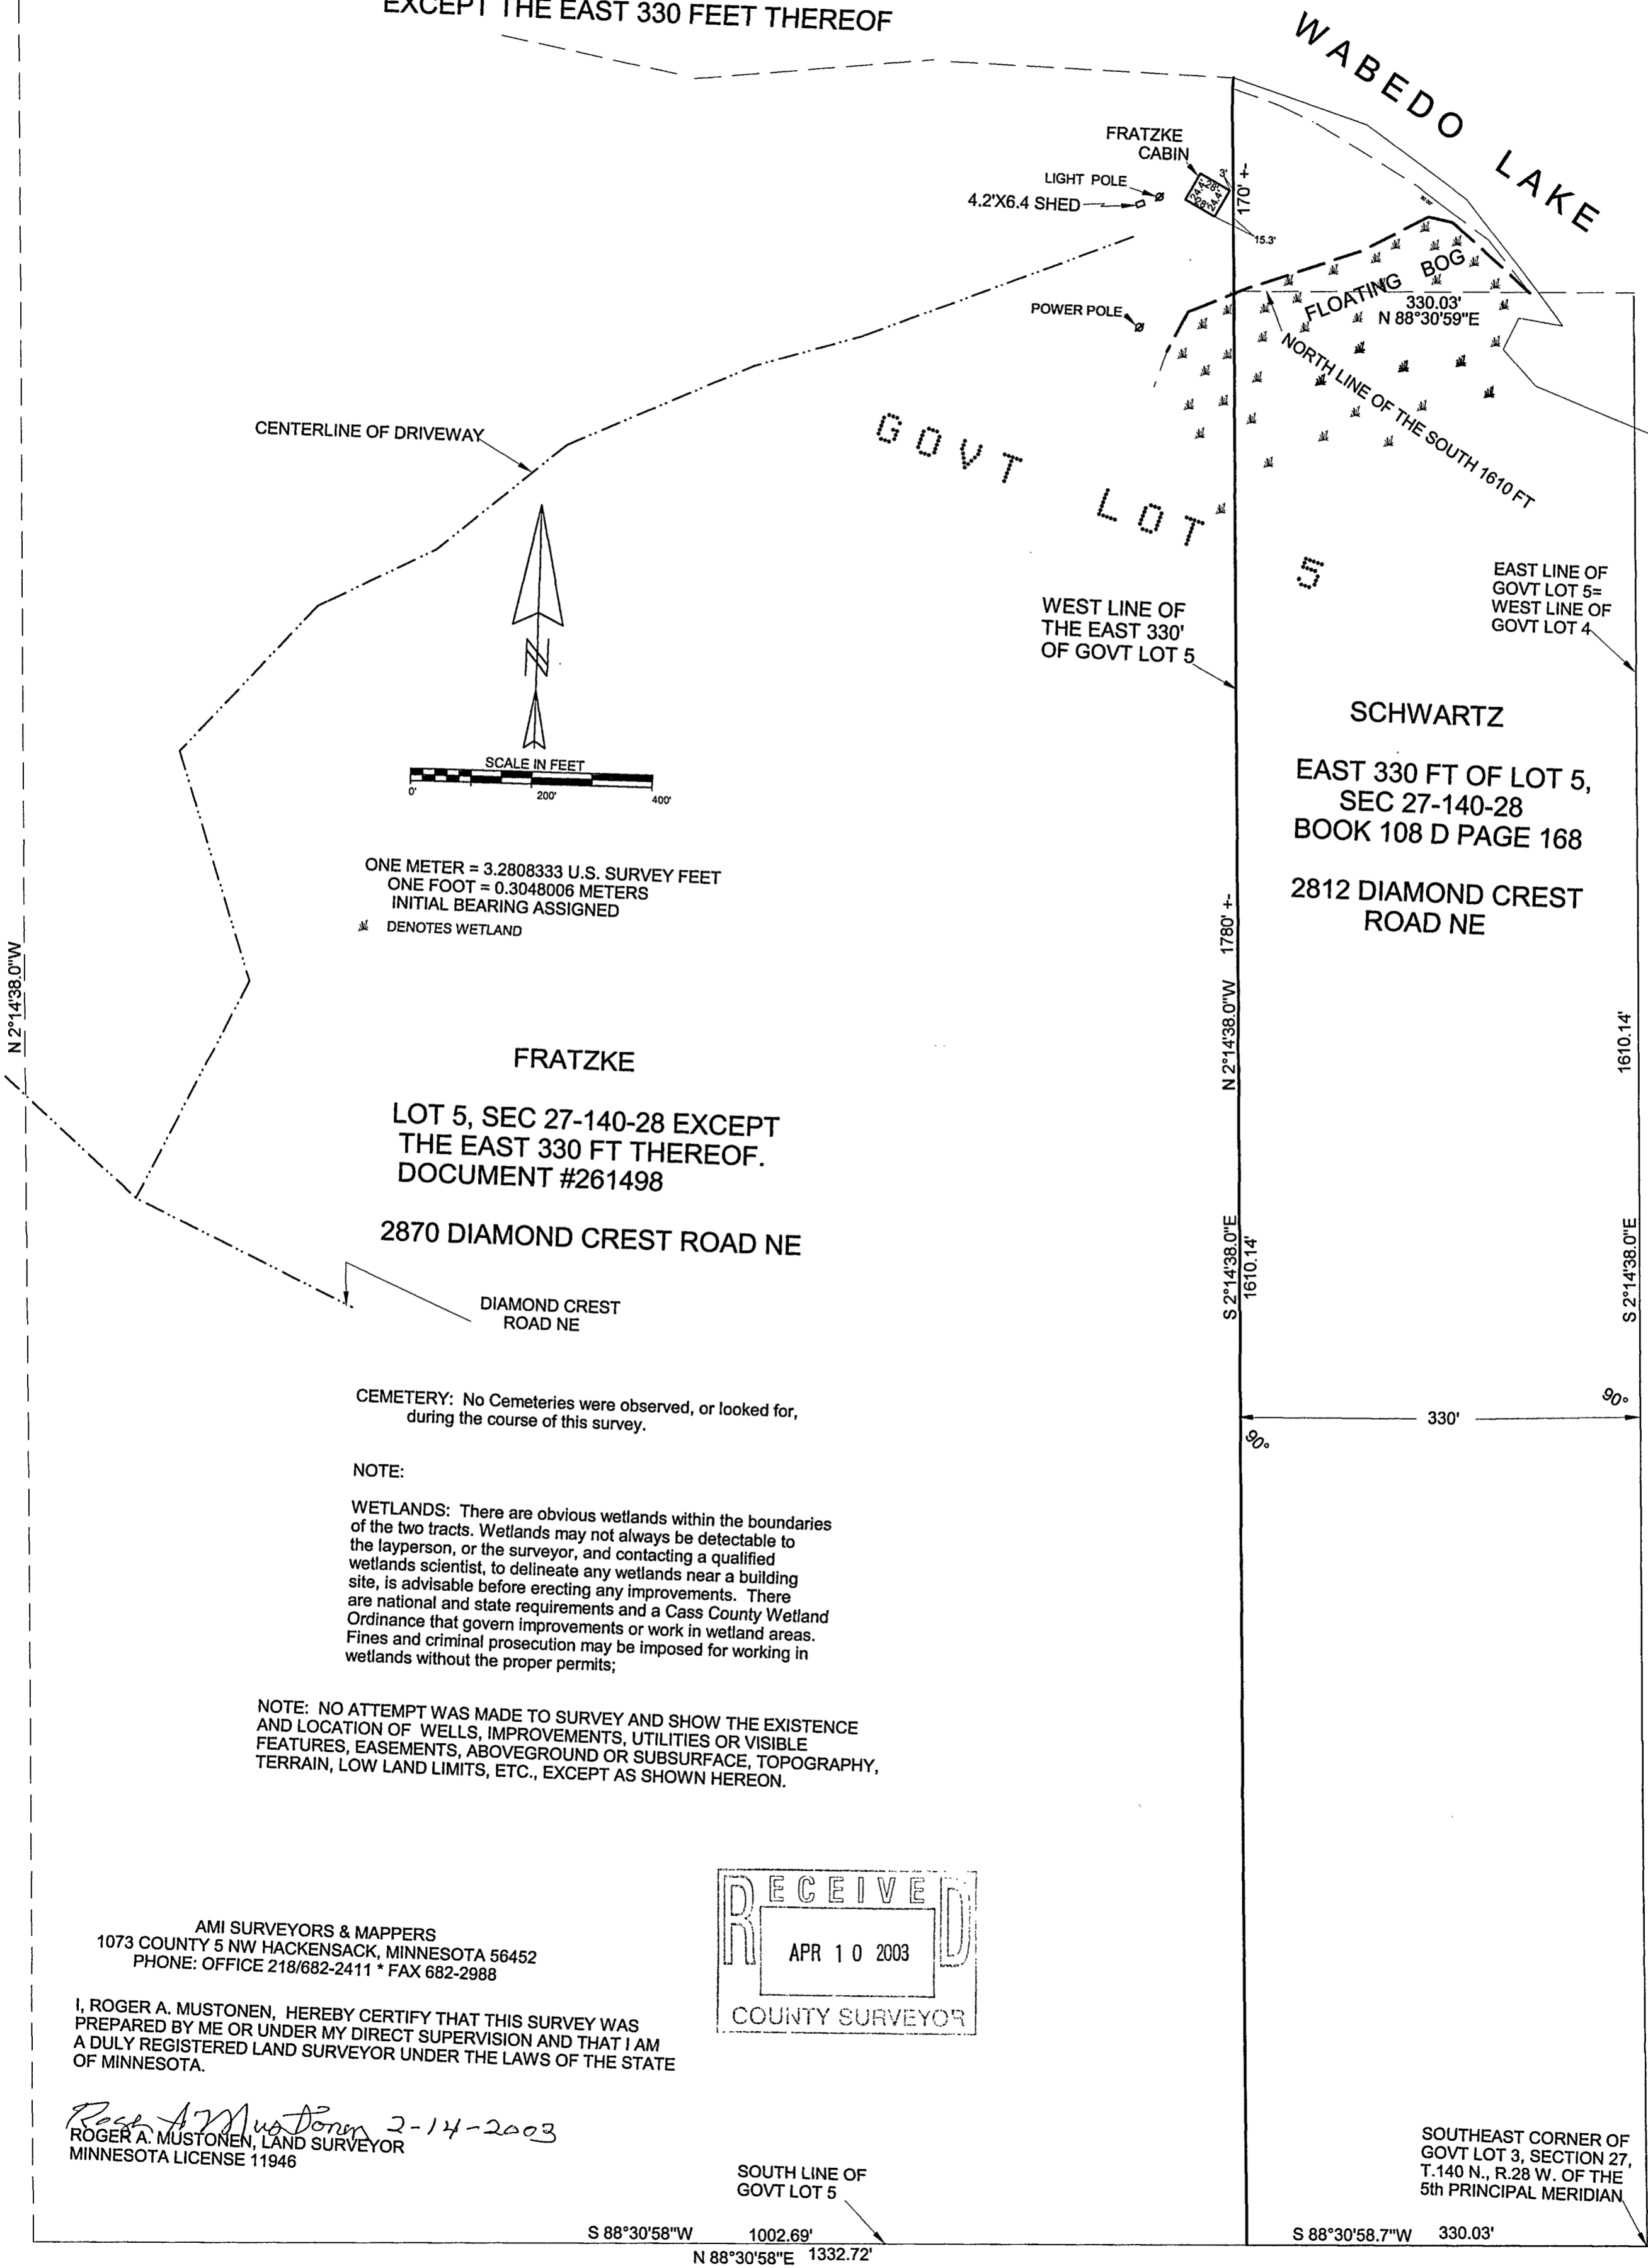 EXCEPT THE EAST 330 FEET THEREOF
WABEDO LAKE
FRATZKE
CABIN
LIGHT POLE
4.2'X6.4 SHED
28'
24.4'
24.4'
28'
3'
170' +-
15.3'
FLOATING BOG
330.03'
N 88°30'59"E
POWER POLE
NORTH LINE OF THE SOUTH 1610 FT
CENTERLINE OF DRIVEWAY
GOVT LOT 5
N
EAST LINE OF
GOVT LOT 5=
WEST LINE OF
GOVT LOT 4
WEST LINE OF
THE EAST 330'
OF GOVT LOT 5
SCHWARTZ
EAST 330 FT OF LOT 5,
SEC 27-140-28
BOOK 108 D PAGE 168
2812 DIAMOND CREST
ROAD NE
SCALE IN FEET
0' 200' 400'
ONE METER = 3.2808333 U.S. SURVEY FEET
ONE FOOT = 0.3048006 METERS
INITIAL BEARING ASSIGNED
DENOTES WETLAND
N 2°14'38.0"W
N 2°14'38.0"W 1780' +-
1610.14'
FRATZKE
LOT 5, SEC 27-140-28 EXCEPT
THE EAST 330 FT THEREOF.
DOCUMENT #261498
2870 DIAMOND CREST ROAD NE
S 2°14'38.0"E
1610.14'
S 2°14'38.0"E
DIAMOND CREST
ROAD NE
CEMETERY: No Cemeteries were observed, or looked for,
during the course of this survey.
90°
330'
90°
NOTE:
WETLANDS: There are obvious wetlands within the boundaries
of the two tracts. Wetlands may not always be detectable to
the layperson, or the surveyor, and contacting a qualified
wetlands scientist, to delineate any wetlands near a building
site, is advisable before erecting any improvements. There
are national and state requirements and a Cass County Wetland
Ordinance that govern improvements or work in wetland areas.
Fines and criminal prosecution may be imposed for working in
wetlands without the proper permits;
NOTE: NO ATTEMPT WAS MADE TO SURVEY AND SHOW THE EXISTENCE
AND LOCATION OF WELLS, IMPROVEMENTS, UTILITIES OR VISIBLE
FEATURES, EASEMENTS, ABOVEGROUND OR SUBSURFACE, TOPOGRAPHY,
TERRAIN, LOW LAND LIMITS, ETC., EXCEPT AS SHOWN HEREON.
RECEIVED
APR 10 2003
COUNTY SURVEYOR
AMI SURVEYORS & MAPPERS
1073 COUNTY 5 NW HACKENSACK, MINNESOTA 56452
PHONE: OFFICE 218/682-2411 * FAX 682-2988
I, ROGER A. MUSTONEN, HEREBY CERTIFY THAT THIS SURVEY WAS
PREPARED BY ME OR UNDER MY DIRECT SUPERVISION AND THAT I AM
A DULY REGISTERED LAND SURVEYOR UNDER THE LAWS OF THE STATE
OF MINNESOTA.
Roger A Mustonen 2-14-2003
ROGER A. MUSTONEN, LAND SURVEYOR
MINNESOTA LICENSE 11946
SOUTH LINE OF
GOVT LOT 5
SOUTHEAST CORNER OF
GOVT LOT 3, SECTION 27,
T.140 N., R.28 W. OF THE
5th PRINCIPAL MERIDIAN
S 88°30'58"W 1002.69'
S 88°30'58.7"W 330.03'
N 88°30'58"E 1332.72'